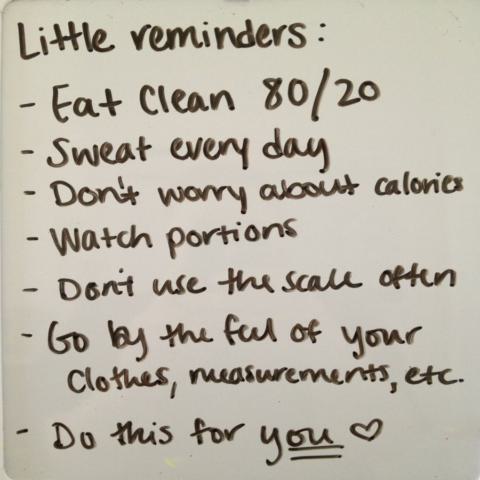 Little reminders:
- Eat Clean 80/20
- Sweat every day
- Don't worry about calories
- Watch portions
- Don't use the scale often
- Go by the feel of your
clothes, measurements, etc.
- Do this for you ♡